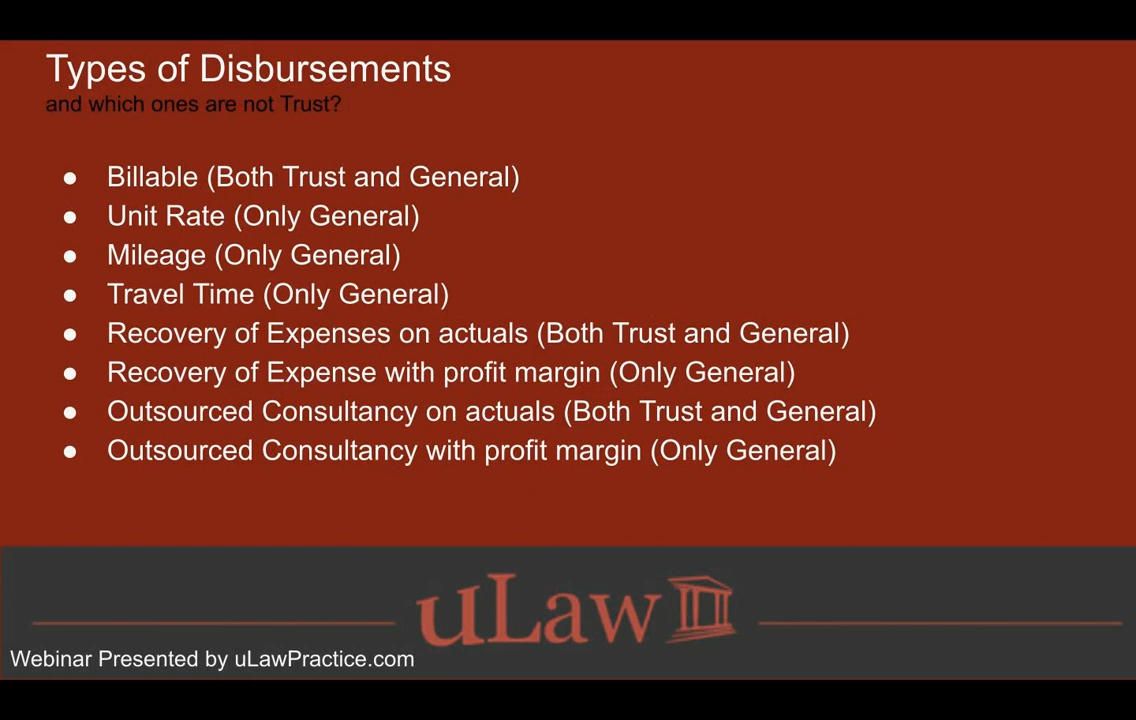 Types of Disbursements
and which ones are not Trust?
● Billable (Both Trust and General)
● Unit Rate (Only General)
● Mileage (Only General)
● Travel Time (Only General)
● Recovery of Expenses on actuals (Both Trust and General)
● Recovery of Expense with profit margin (Only General)
● Outsourced Consultancy on actuals (Both Trust and General)
● Outsourced Consultancy with profit margin (Only General)
uLaw
Webinar Presented by uLawPractice.com